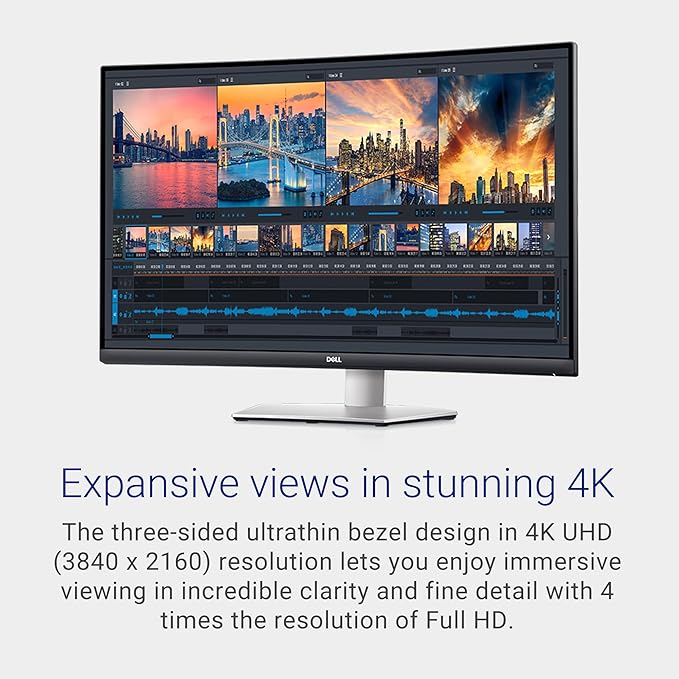 DELL
Expansive views in stunning 4K
The three-sided ultrathin bezel design in 4K UHD
(3840 x 2160) resolution lets you enjoy immersive
viewing in incredible clarity and fine detail with 4
times the resolution of Full HD.